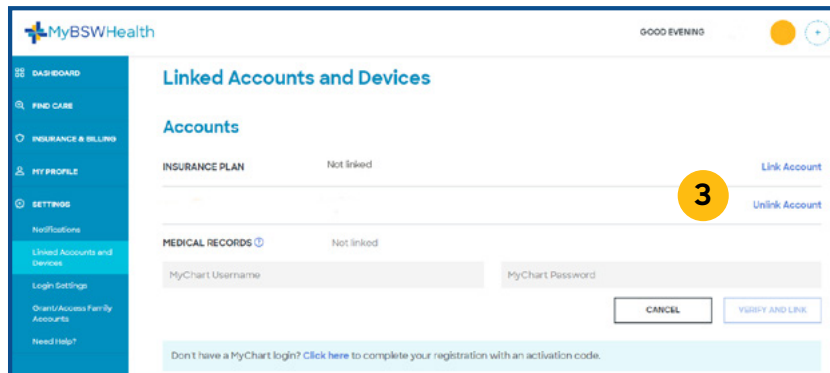 MyBSWHealth
GOOD EVENING
DASHBOARD
FIND CARE
INSURANCE & BILLING
MY PROFILE
SETTINGS
Notifications
Linked Accounts and
Devices
Login Settings
Grant/Access Family
Accounts
Need Help?
Linked Accounts and Devices
Accounts
INSURANCE PLAN Not linked Link Account
3 Unlink Account
MEDICAL RECORDS Not linked
MyChart Username MyChart Password
CANCEL VERIFY AND LINK
Don't have a MyChart login? Click here to complete your registration with an activation code.